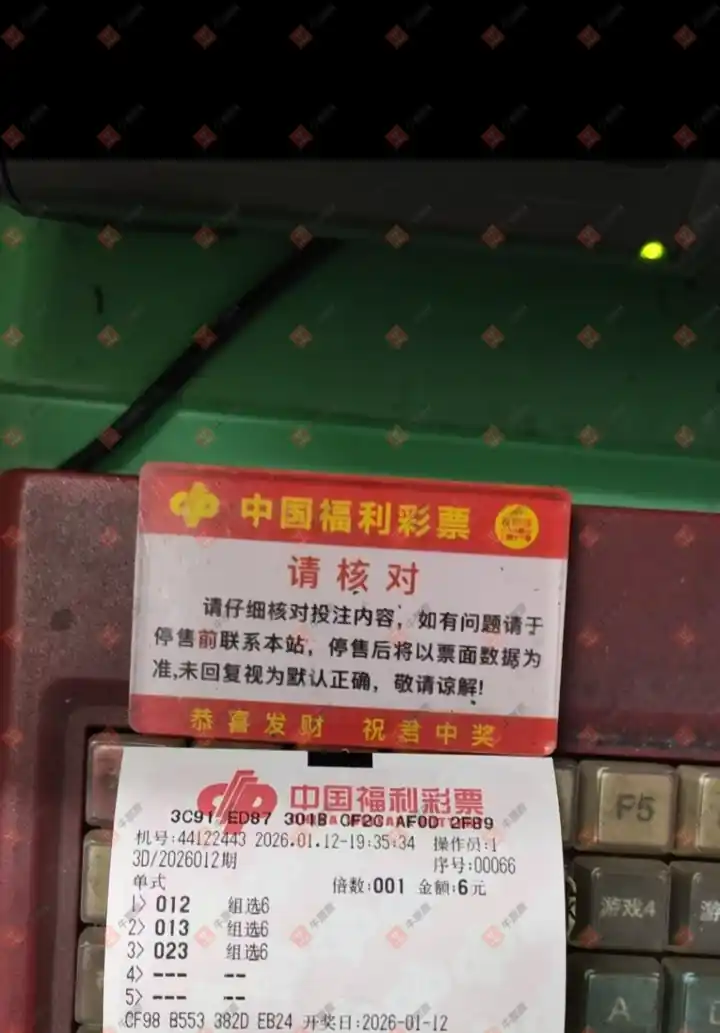 中国福利彩票
请核对
请仔细核对投注内容，如有问题请于
停售前联系本站，停售后将以票面数据为
准,未回复视为默认正确，敬请谅解!
恭喜发财 祝君中奖
中国福利彩票
3C91 ED87 301B CF2C AF0D 2FB9
机号:44122443 2026.01.12-19:35:34 操作员:1
3D/2026012期 序号:00066
单式 倍数:001 金额:6元
1> 012 组选6
2> 013 组选6
3> 023 组选6
4> --- --
5> --- --
CF98 B553 382D EB24 开奖日:2026-01-12
F5
游戏4
A